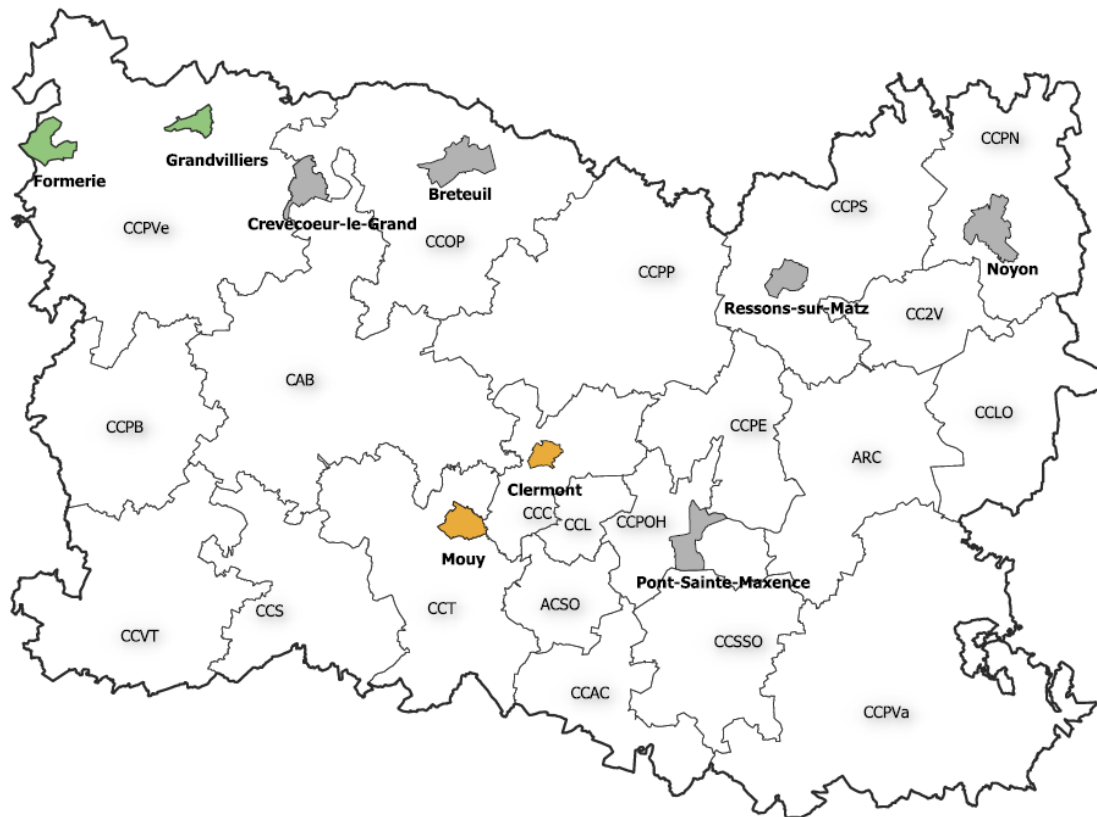 CCPN
Grandvilliers
Formerie
Breteuil
CCPS
CCPVe
Crevecoeur-le-Grand
CCOP
CCPP
Noyon
Ressons-sur-Matz
CC2V
CAB
CCPB
CCPE
CCLO
ARC
Clermont
CCC
CCL
CCPOH
Mouy
Pont-Sainte-Maxence
CCS
CCT
ACSO
CCVT
CCSSO
CCAC
CCPVa